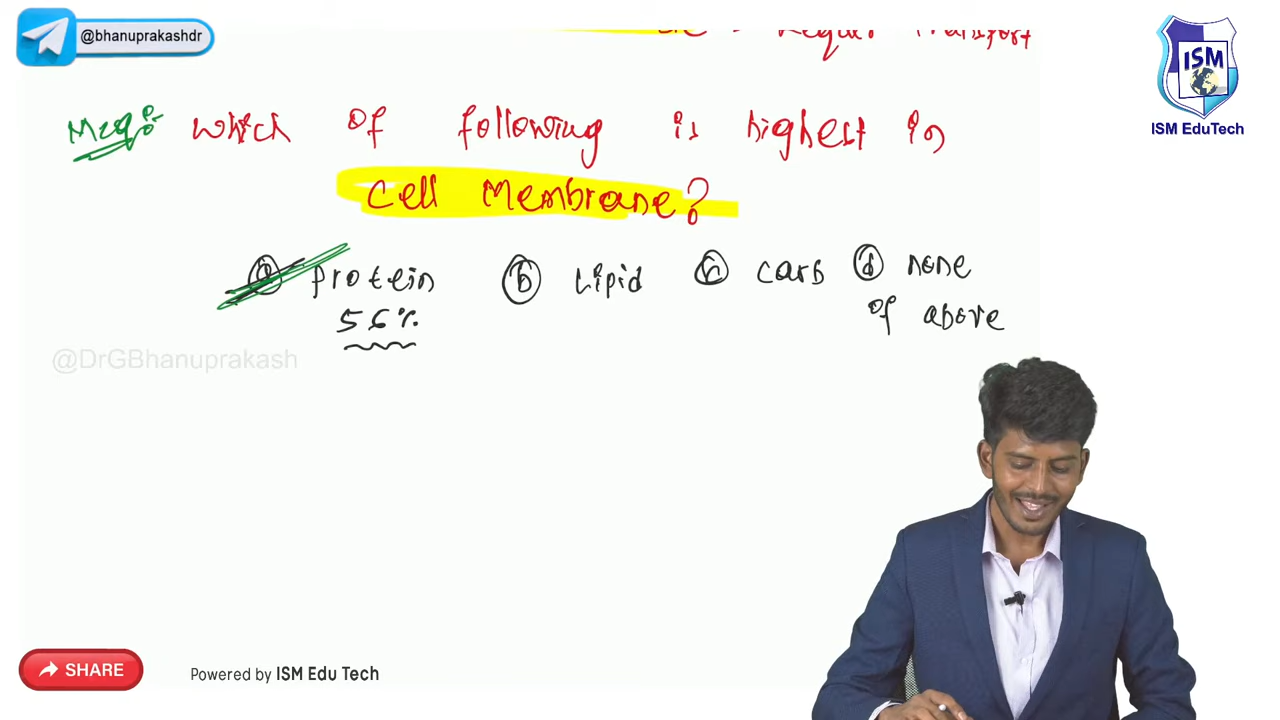 @bhanuprakashdr
ISM
ISM EduTech
Mcq:- Which of following is highest in
cell Membrane?
a protein b Lipid c carb d none
56% of above
@DrGBhanuprakash
SHARE
Powered by ISM Edu Tech